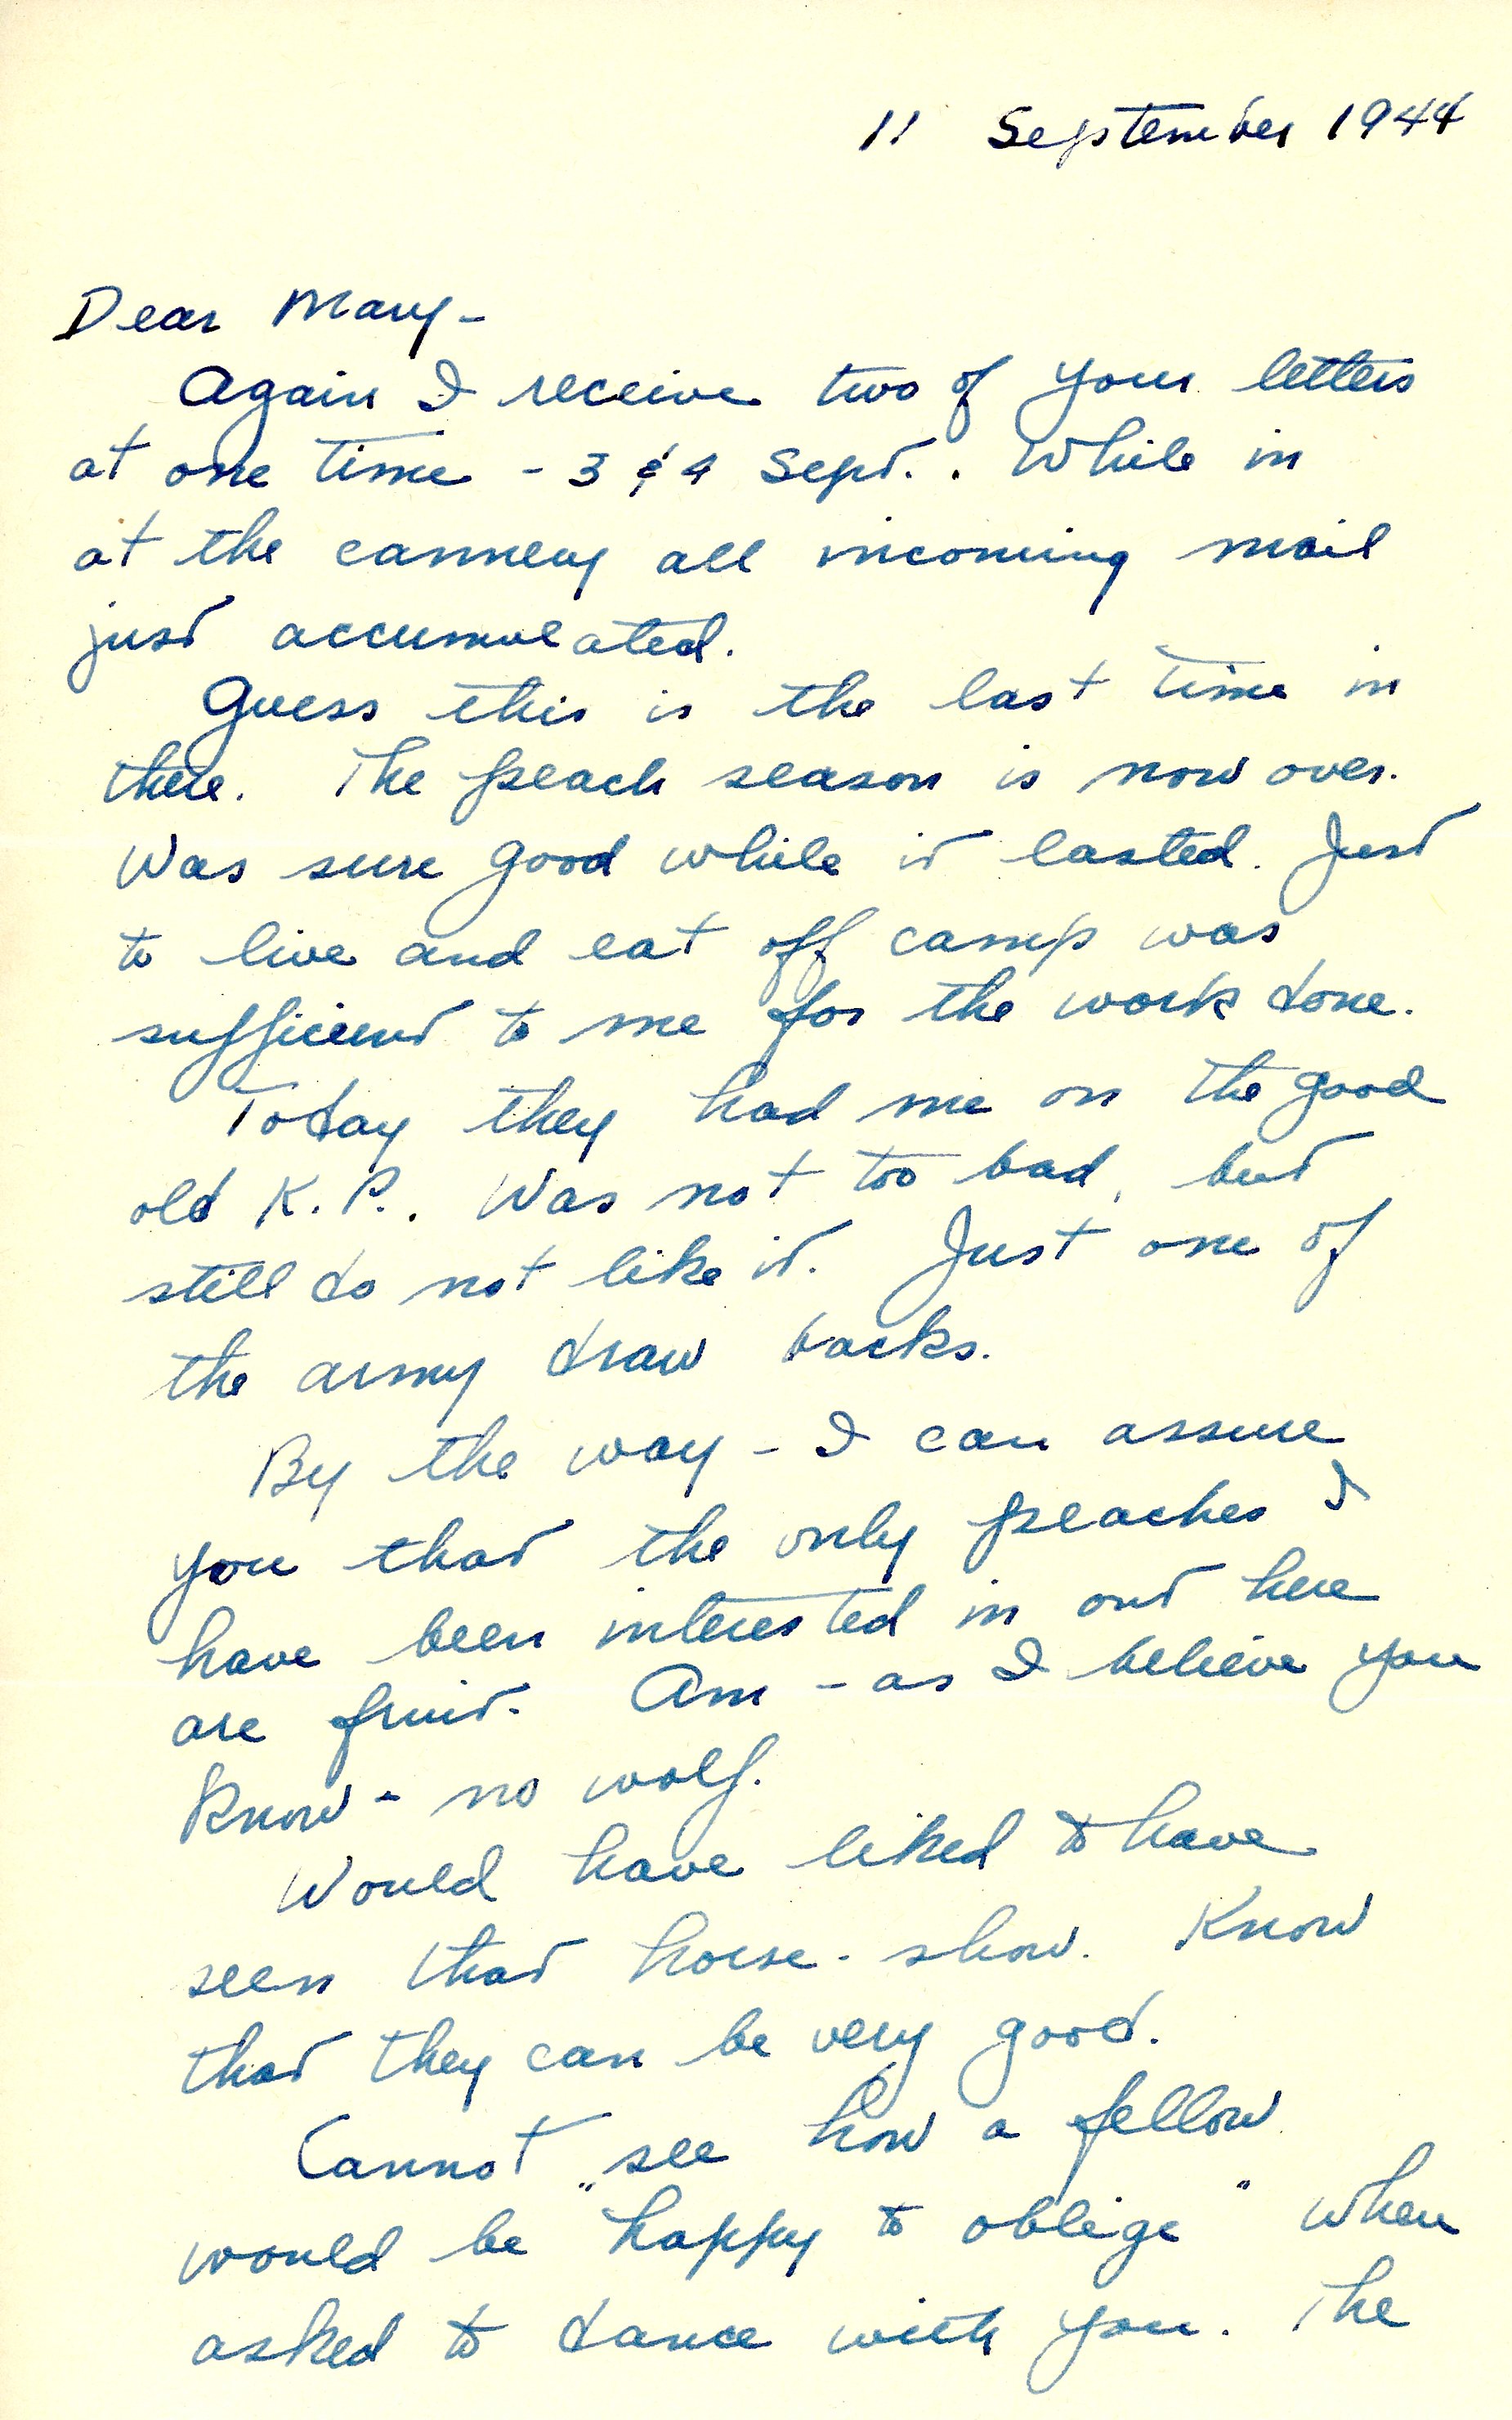 11 September 1944
Dear Mary -
Again I receive two of your letters
at one time - 3 & 4 Sept.. While in
at the cannery all incoming mail
just accumulated.
Guess this is the last time in
there. The peach season is now over.
Was sure good while it lasted. Just
to live and eat off camp was
sufficient to me for the work done.
Today they had me on the good
old K.P.. Was not too bad, but
still do not like it. Just one of
the army draw backs.
By the way - I can assure
you that the only peaches I
have been interested in out here
are fruit. Am - as I believe you
know - no wolf.
Would have liked to have
seen that horse-show. Know
that they can be very good.
Cannot see how a fellow
would be "happy to oblige" when
asked to dance with you. The